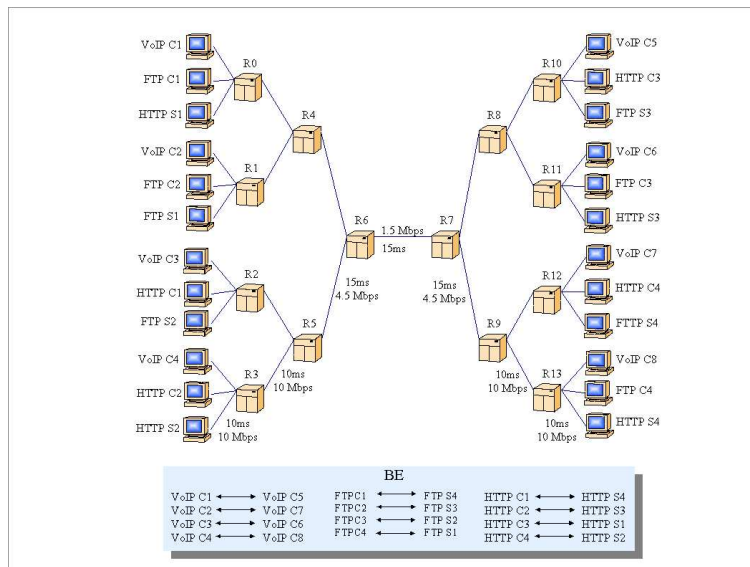 VoIP C1
R0
FTP C1
HTTP S1
R4
VoIP C2
R1
FTP C2
FTP S1
VoIP C3
R2
HTTP C1
FTP S2
R5
VoIP C4
R3
HTTP C2
HTTP S2
10ms
10 Mbps
10ms
10 Mbps
R6
1.5 Mbps
15ms
R7
15ms
4.5 Mbps
15ms
4.5 Mbps
R10
VoIP C5
HTTP C3
R8
FTP S3
R11
VoIP C6
FTP C3
HTTP S3
R12
VoIP C7
HTTP C4
FTTP S4
R9
R13
VoIP C8
FTP C4
HTTP S4
10ms
10 Mbps
10ms
10 Mbps
BE
VoIP C1 VoIP C5
VoIP C2 VoIP C7
VoIP C3 VoIP C6
VoIP C4 VoIP C8
FTPC1 FTP S4
FTPC2 FTP S3
FTPC3 FTP S2
FTPC4 FTP S1
HTTP C1 HTTP S4
HTTP C2 HTTP S3
HTTP C3 HTTP S1
HTTP C4 HTTP S2